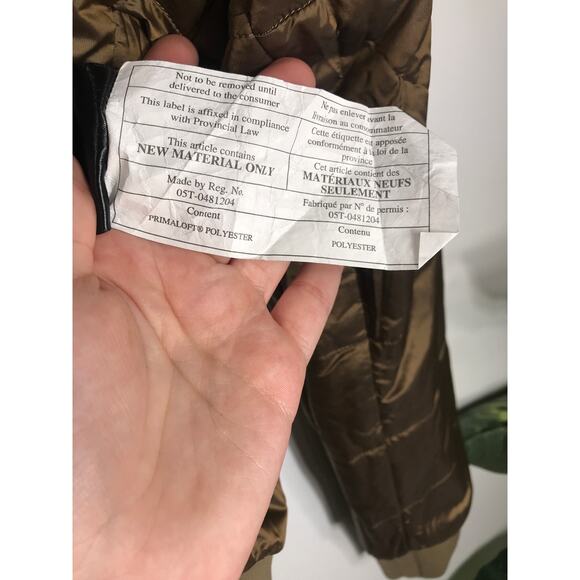 Not to be removed until
delivered to the consumer
This label is affixed in compliance
with Provincial Law
This article contains
NEW MATERIAL ONLY
Made by Reg. No.
05T-0481204
Content
PRIMALOFT® POLYESTER
Ne pas enlever avant la
livraison au consommateur
Cette étiquette est apposée
conformément à la loi de la
province
Cet article contient des
MATÉRIAUX NEUFS
SEULEMENT
Fabriqué par N° de permis :
05T-0481204
Contenu
POLYESTER